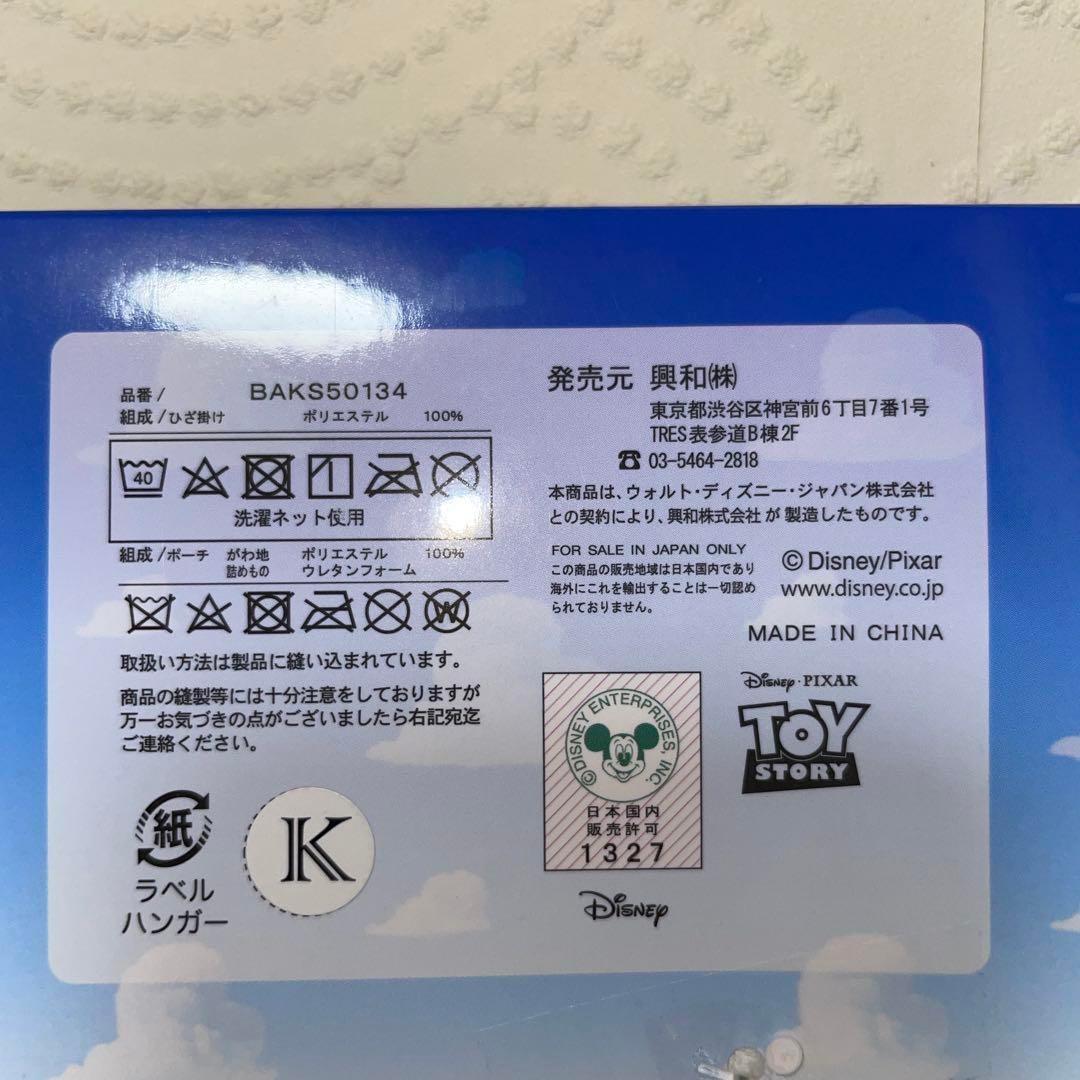 品番/ BAKS50134
組成/ひざ掛け ポリエステル 100%
40
洗濯ネット使用
組成/ポーチ がわ地 ポリエステル 100%
詰めもの ウレタンフォーム
W
取扱い方法は製品に縫い込まれています。
商品の縫製等には十分注意をしておりますが
万一お気づきの点がございましたら右記宛迄
ご連絡ください。
紙
ラベル
ハンガー
K
発売元 興和㈱
東京都渋谷区神宮前6丁目7番1号
TRES表参道B棟2F
☎ 03-5464-2818
本商品は、ウォルト・ディズニー・ジャパン株式会社
との契約により、興和株式会社が製造したものです。
FOR SALE IN JAPAN ONLY
この商品の販売地域は日本国内であり
海外にこれを輸出することは一切認め
られておりません。
©Disney/Pixar
www.disney.co.jp
MADE IN CHINA
©DISNEY ENTERPRISES, INC.
日本国内
販売許可
1327
Disney
Disney・PIXAR
TOY
STORY